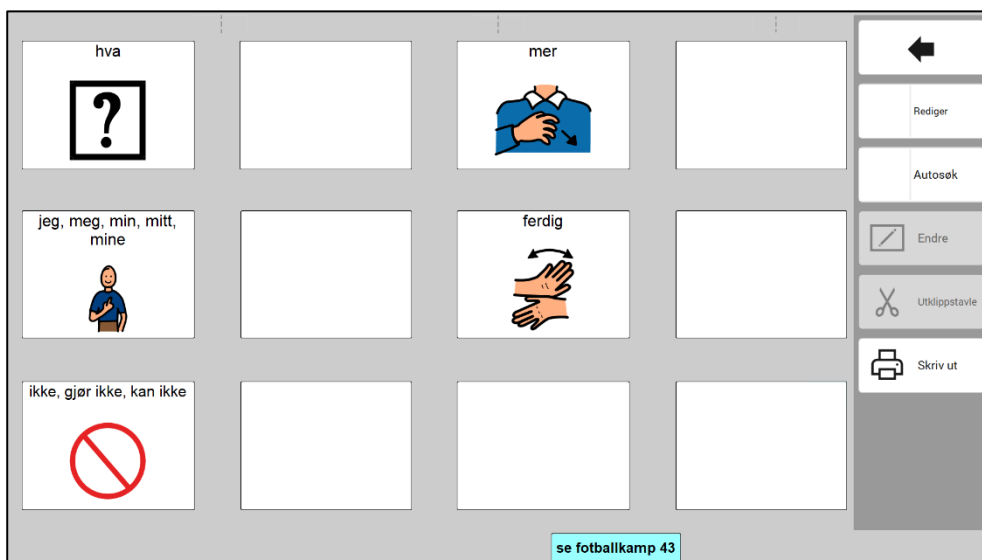 hva
?
mer
jeg, meg, min, mitt,
mine
ferdig
ikke, gjør ikke, kan ikke
se fotballkamp 43
Rediger
Autosøk
Endre
Utklippstavle
Skriv ut